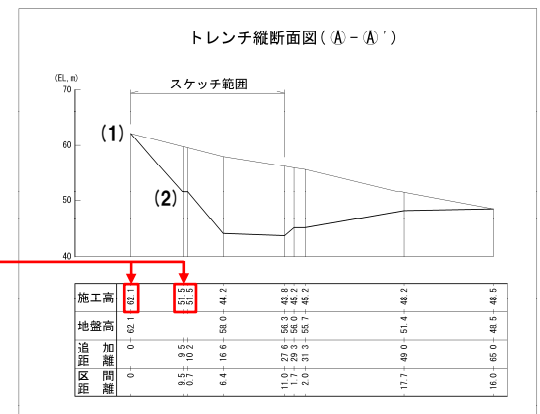 トレンチ縦断面図(Ⓐ-Ⓐ')
(EL, m)
スケッチ範囲
70
60
50
40
(1)
(2)
施工高 62.1 51.5 51.5 44.2 43.8 45.2 45.2 48.2 48.5
地盤高 62.1 58.0 56.3 56.0 55.7 51.4 48.5
追加距離 0 9.5 10.2 16.6 27.6 29.3 31.3 49.0 65.0
区間距離 0 9.5 0.7 6.4 11.0 1.7 2.0 17.7 16.0